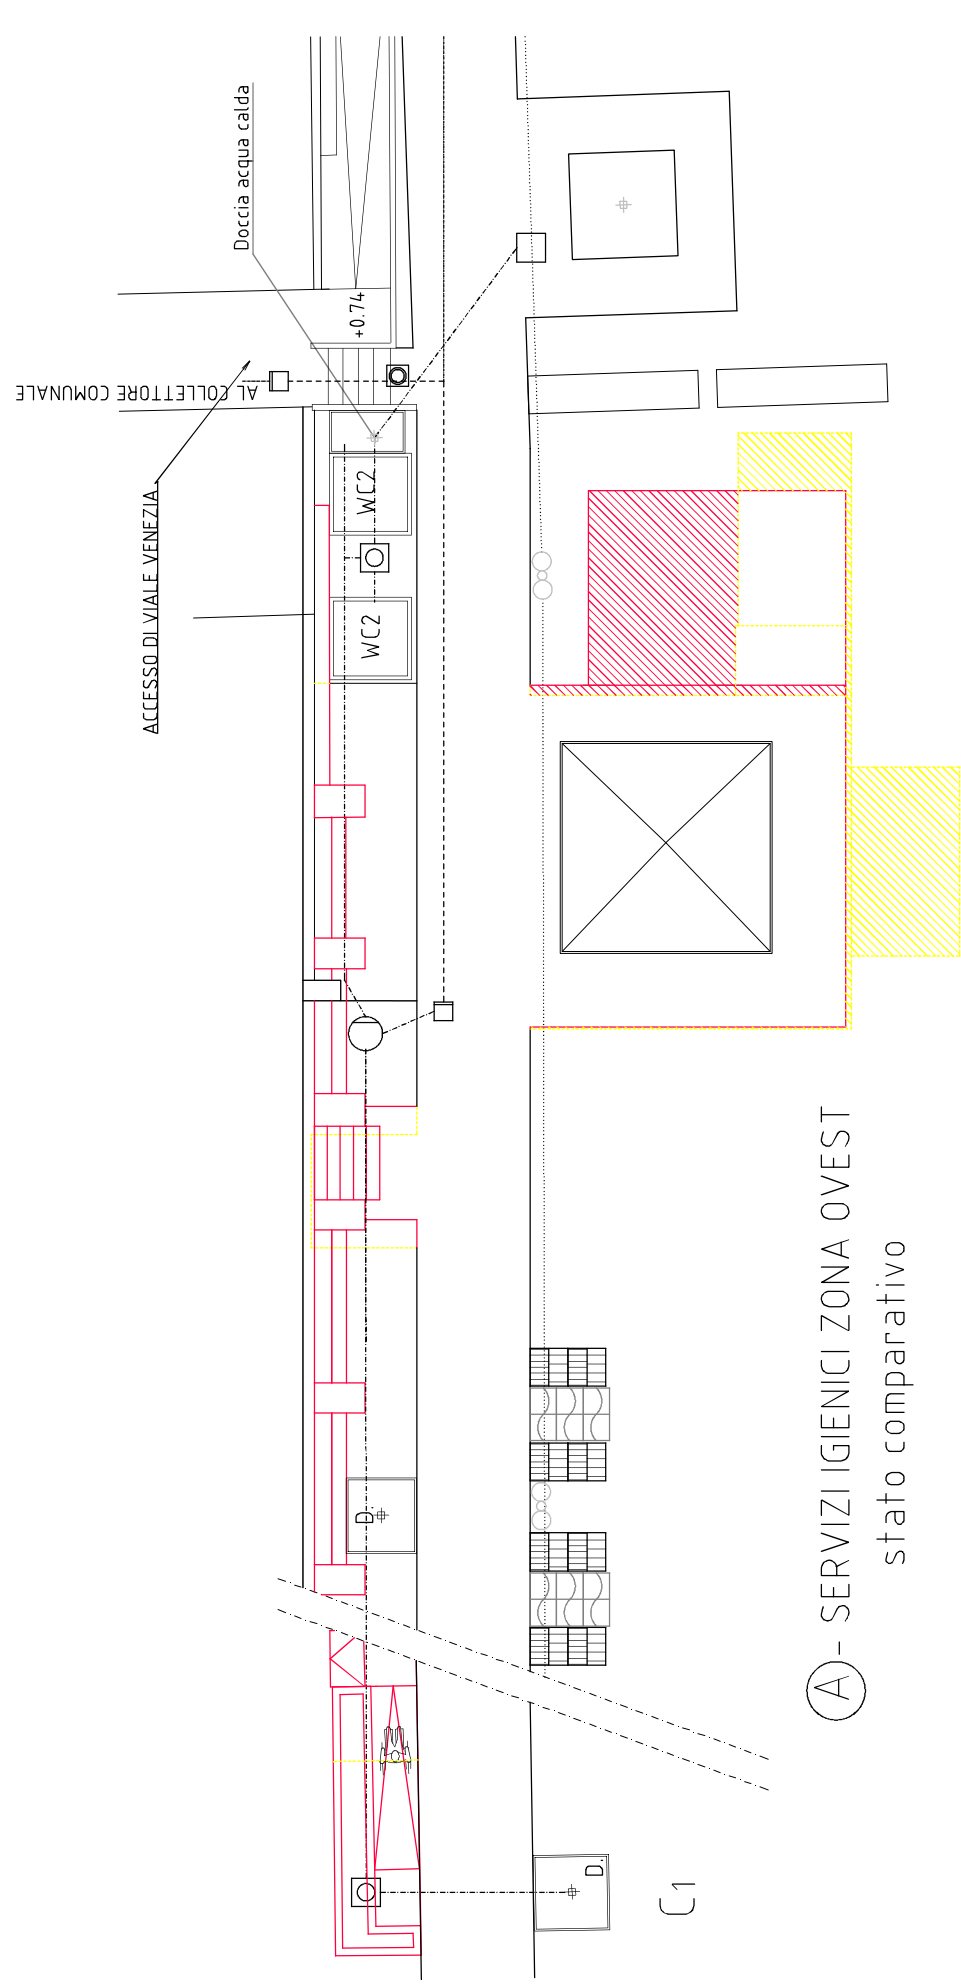 Doccia acqua calda
+0.74
AL COLLETTORE COMUNALE
ACCESSO DI VIALE VENEZIA
WC2
WC2
D.
D.
C1
A - SERVIZI IGIENICI ZONA OVEST
stato comparativo